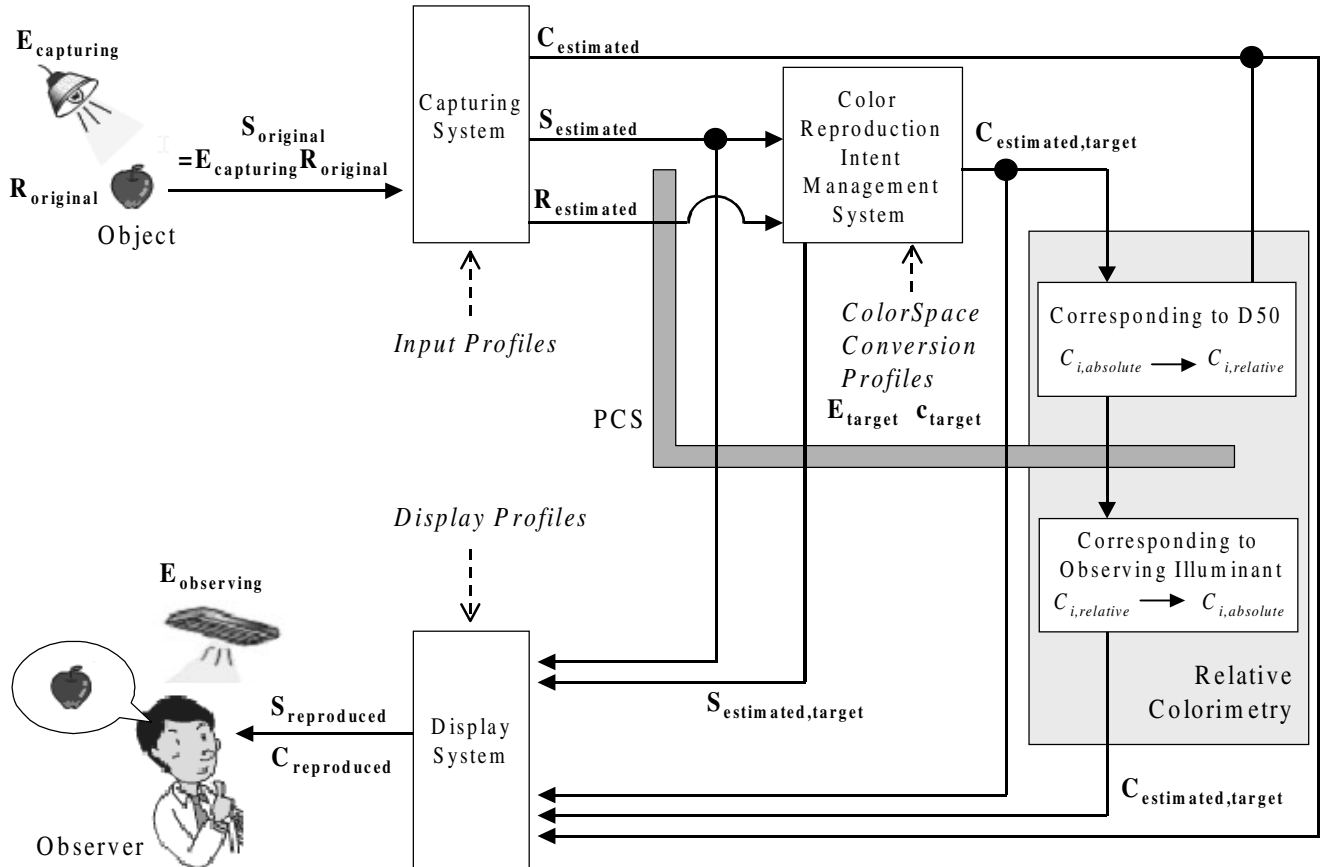 E capturing
S original
=E capturing R original
R original
Object
Capturing
System
C estimated
S estimated
R estimated
Color
Reproduction
Intent
Management
System
C estimated,target
Input Profiles
ColorSpace
Conversion
Profiles
E target c target
PCS
Corresponding to D50
C i,absolute C i,relative
Corresponding to
Observing Illuminant
C i,relative C i,absolute
Relative
Colorimetry
Display Profiles
E observing
S reproduced
C reproduced
Display
System
S estimated,target
C estimated,target
Observer